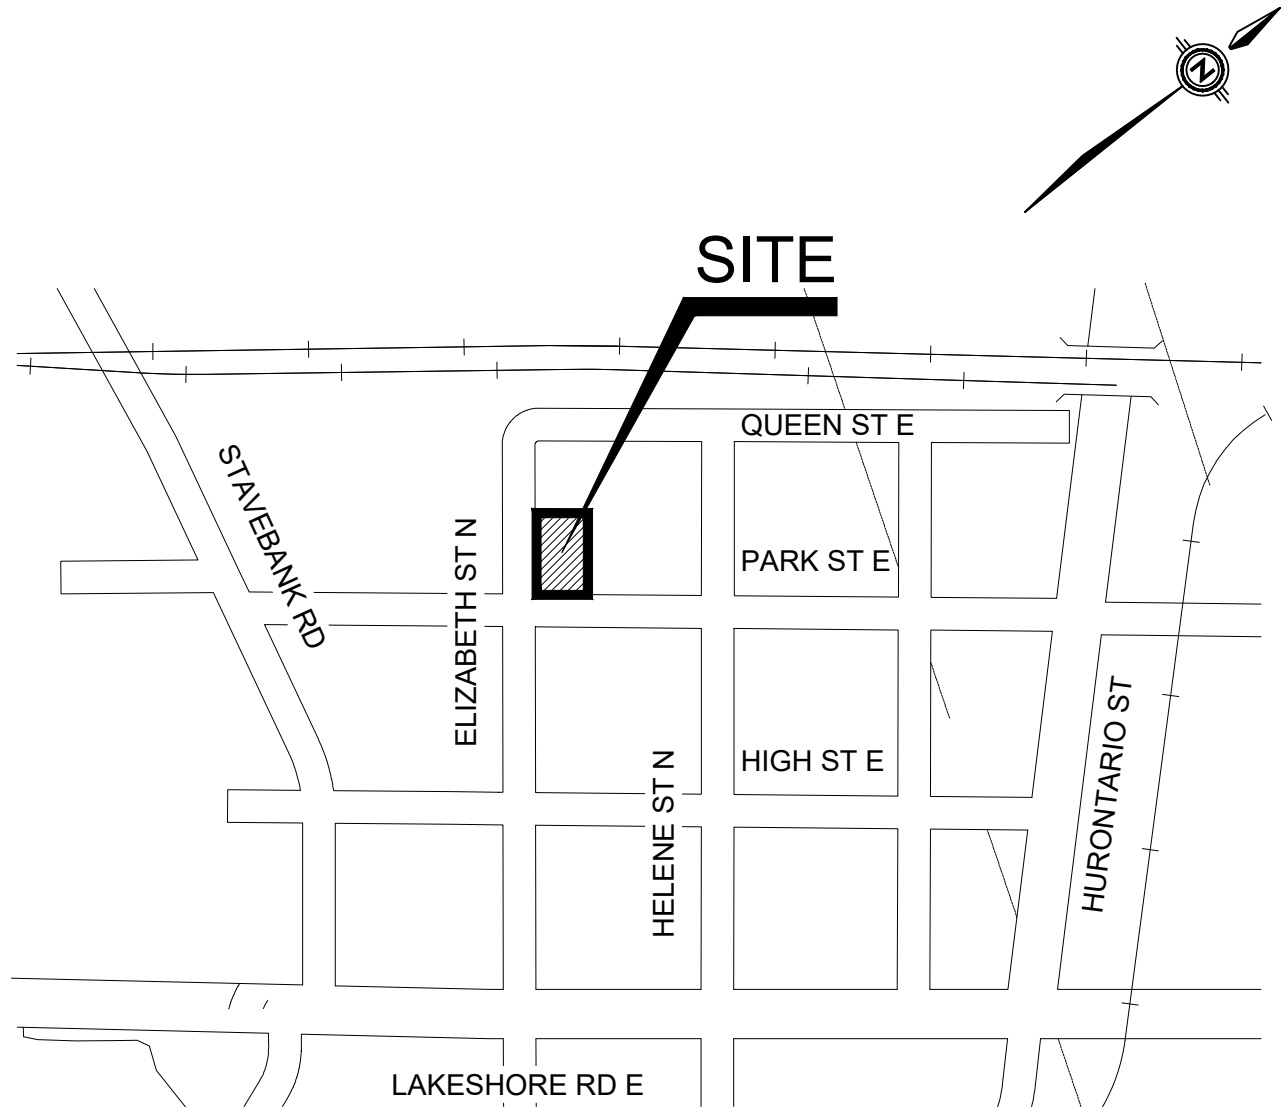 N
SITE
QUEEN ST E
STAVEBANK RD
ELIZABETH ST N
PARK ST E
HURONTARIO ST
HELENE ST N
HIGH ST E
LAKESHORE RD E